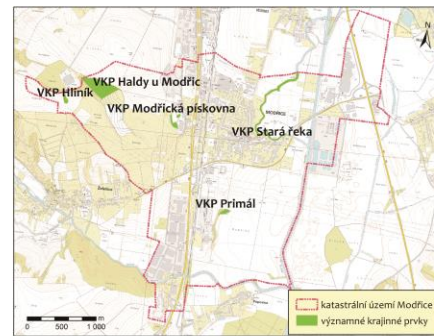 N
VKP Haldy u Modřic
VKP Hliník
VKP Modřická pískovna
MODŘICE
VKP Stará řeka
VKP Primál
0 500 1 000 m
katastrální území Modřice
významné krajinné prvky